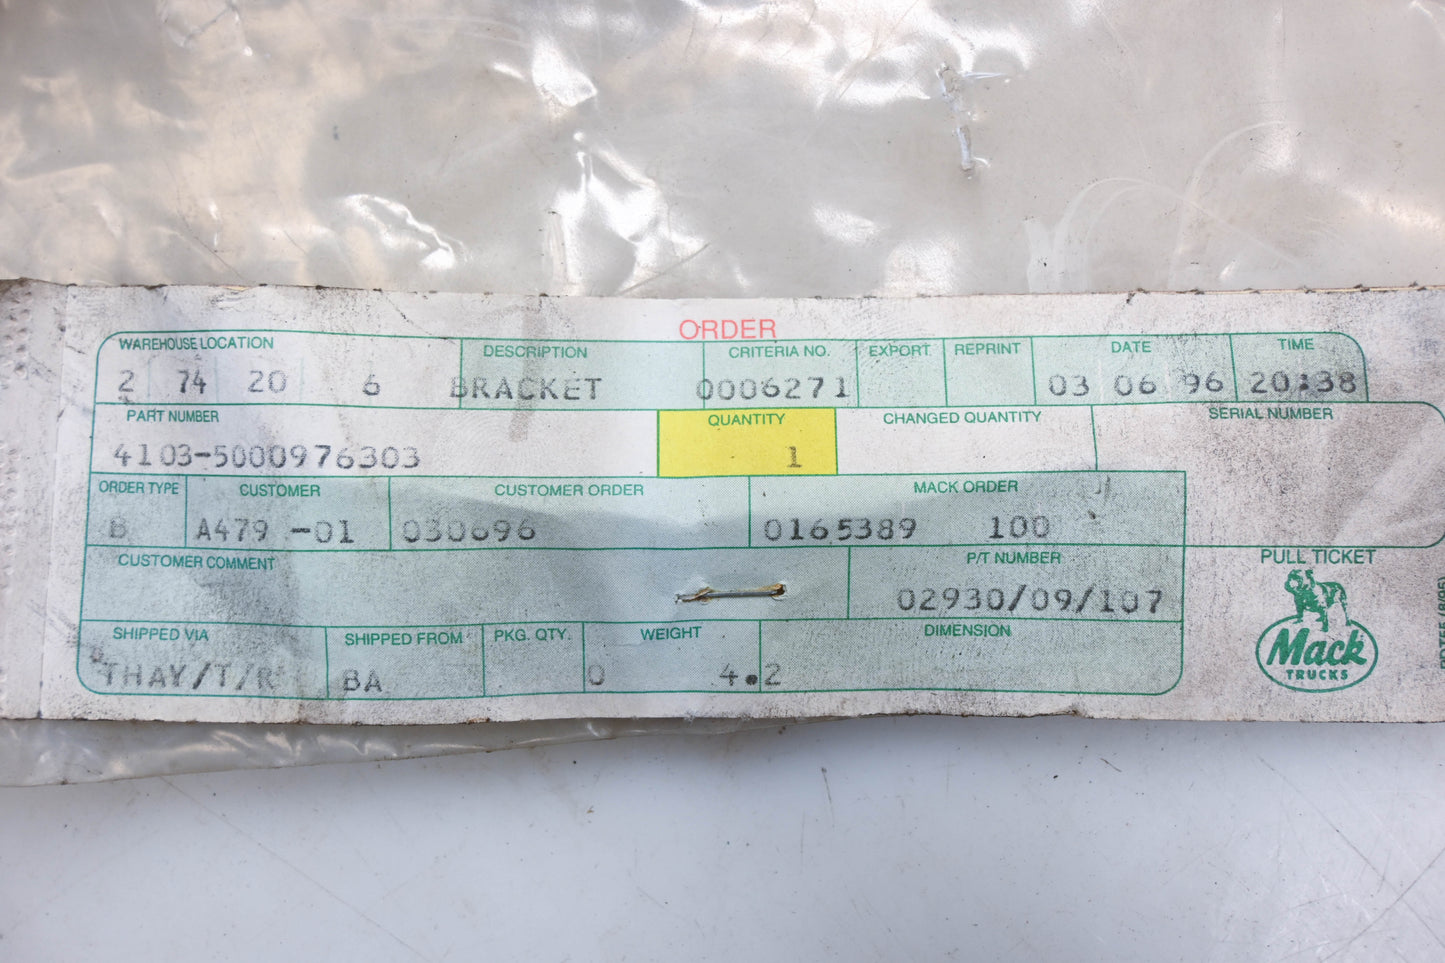 ORDER
WAREHOUSE LOCATION DESCRIPTION CRITERIA NO. EXPORT REPRINT DATE TIME
2 74 20 6 BRACKET 0006271 03 06 96 20:38
PART NUMBER QUANTITY CHANGED QUANTITY SERIAL NUMBER
4103-5000976303 1
ORDER TYPE CUSTOMER CUSTOMER ORDER MACK ORDER
B A479 -01 030696 0165389 100
CUSTOMER COMMENT P/T NUMBER PULL TICKET
02930/09/107
SHIPPED VIA SHIPPED FROM PKG. QTY. WEIGHT DIMENSION
THAY/T/R BA 0 4.2
Mack
TRUCKS